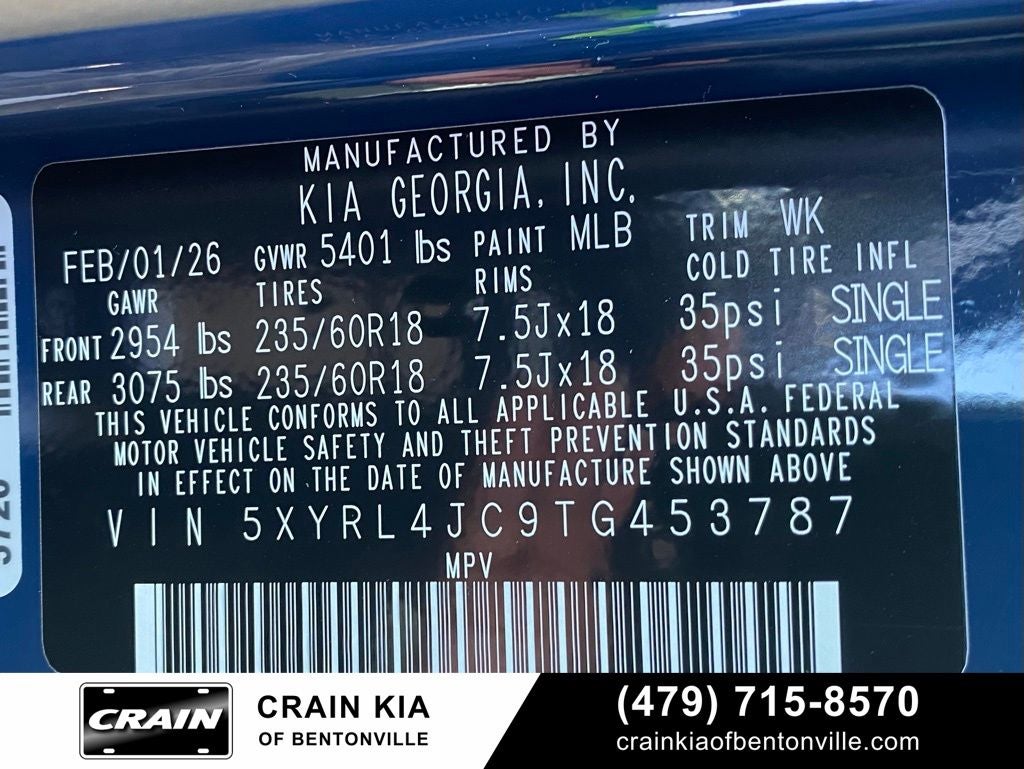 MANUFACTURED BY
KIA GEORGIA, INC.
FEB/01/26 GVWR 5401 lbs PAINT MLB TRIM WK
GAWR TIRES RIMS COLD TIRE INFL
FRONT 2954 lbs 235/60R18 7.5Jx18 35psi SINGLE
REAR 3075 lbs 235/60R18 7.5Jx18 35psi SINGLE
THIS VEHICLE CONFORMS TO ALL APPLICABLE U.S.A. FEDERAL
MOTOR VEHICLE SAFETY AND THEFT PREVENTION STANDARDS
IN EFFECT ON THE DATE OF MANUFACTURE SHOWN ABOVE
VIN 5XYRL4JC9TG453787
MPV
CRAIN
CRAIN KIA
OF BENTONVILLE
(479) 715-8570
crainkiaofbentonville.com